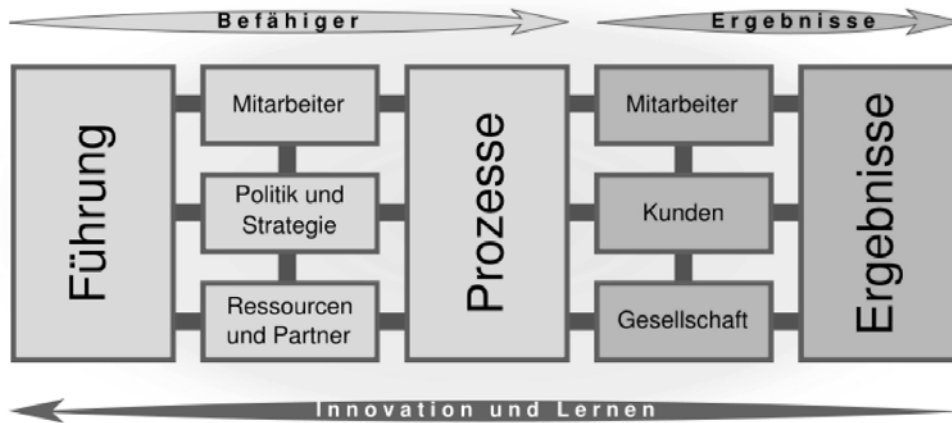 Befähiger
Ergebnisse
Führung
Mitarbeiter
Politik und
Strategie
Ressourcen
und Partner
Prozesse
Mitarbeiter
Kunden
Gesellschaft
Ergebnisse
Innovation und Lernen